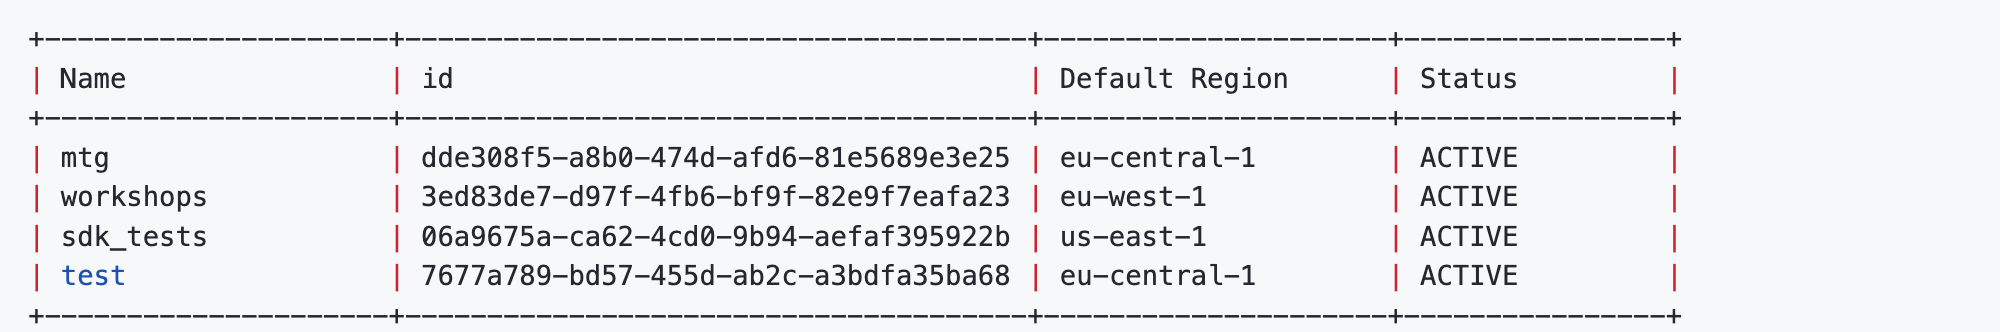 +---------------------+--------------------------------------+---------------------+----------------+
| Name                | id                                   | Default Region      | Status         |
+---------------------+--------------------------------------+---------------------+----------------+
| mtg                 | dde308f5-a8b0-474d-afd6-81e5689e3e25 | eu-central-1        | ACTIVE         |
| workshops           | 3ed83de7-d97f-4fb6-bf9f-82e9f7eafa23 | eu-west-1           | ACTIVE         |
| sdk_tests           | 06a9675a-ca62-4cd0-9b94-aefaf395922b | us-east-1           | ACTIVE         |
| test                | 7677a789-bd57-455d-ab2c-a3bdfa35ba68 | eu-central-1        | ACTIVE         |
+---------------------+--------------------------------------+---------------------+----------------+